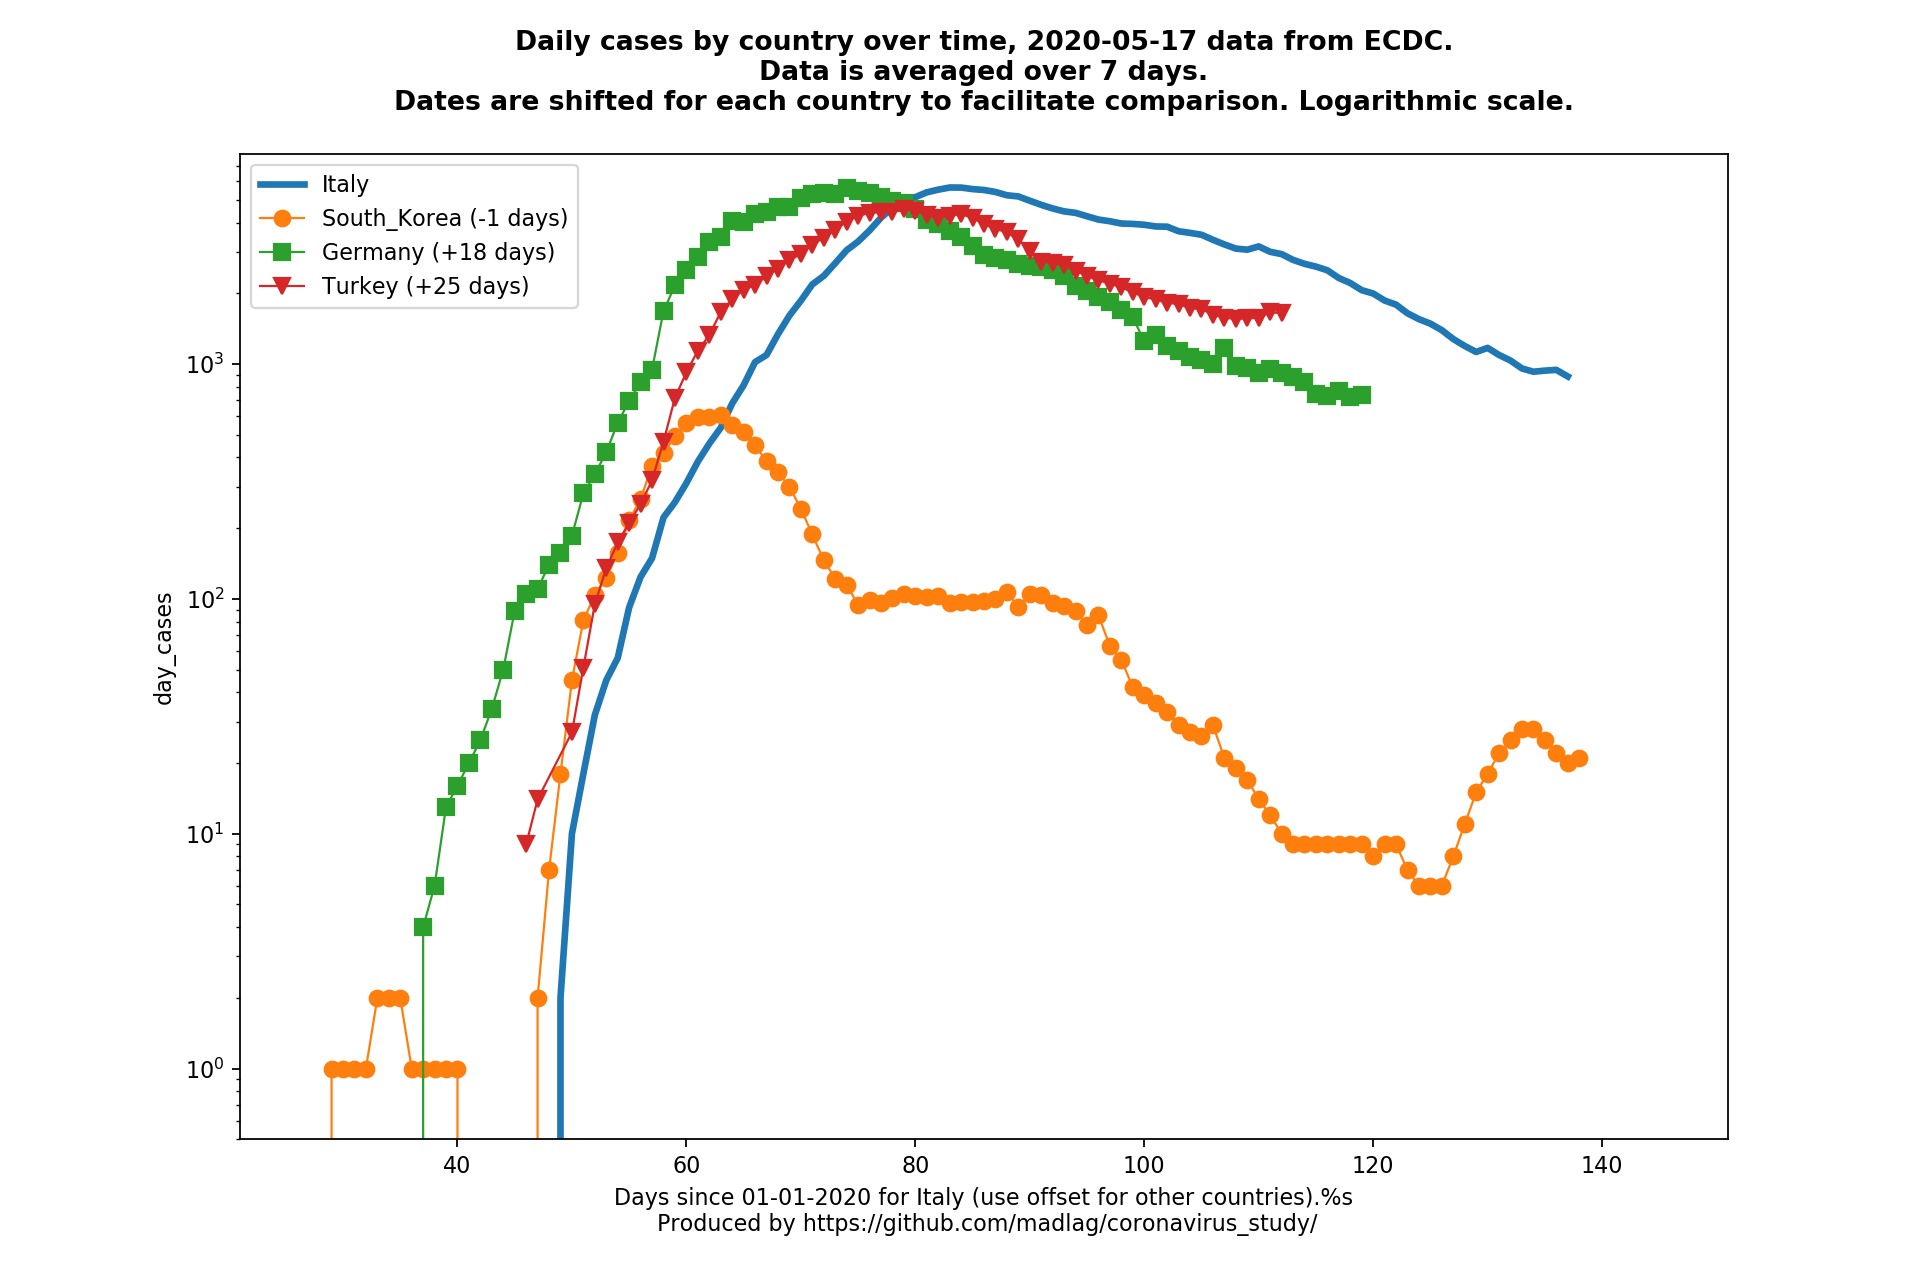 Daily cases by country over time, 2020-05-17 data from ECDC.
Data is averaged over 7 days.
Dates are shifted for each country to facilitate comparison. Logarithmic scale.
Italy
South_Korea (-1 days)
Germany (+18 days)
Turkey (+25 days)
day_cases
10³
10²
10¹
10⁰
40 60 80 100 120 140
Days since 01-01-2020 for Italy (use offset for other countries).%s
Produced by https://github.com/madlag/coronavirus_study/